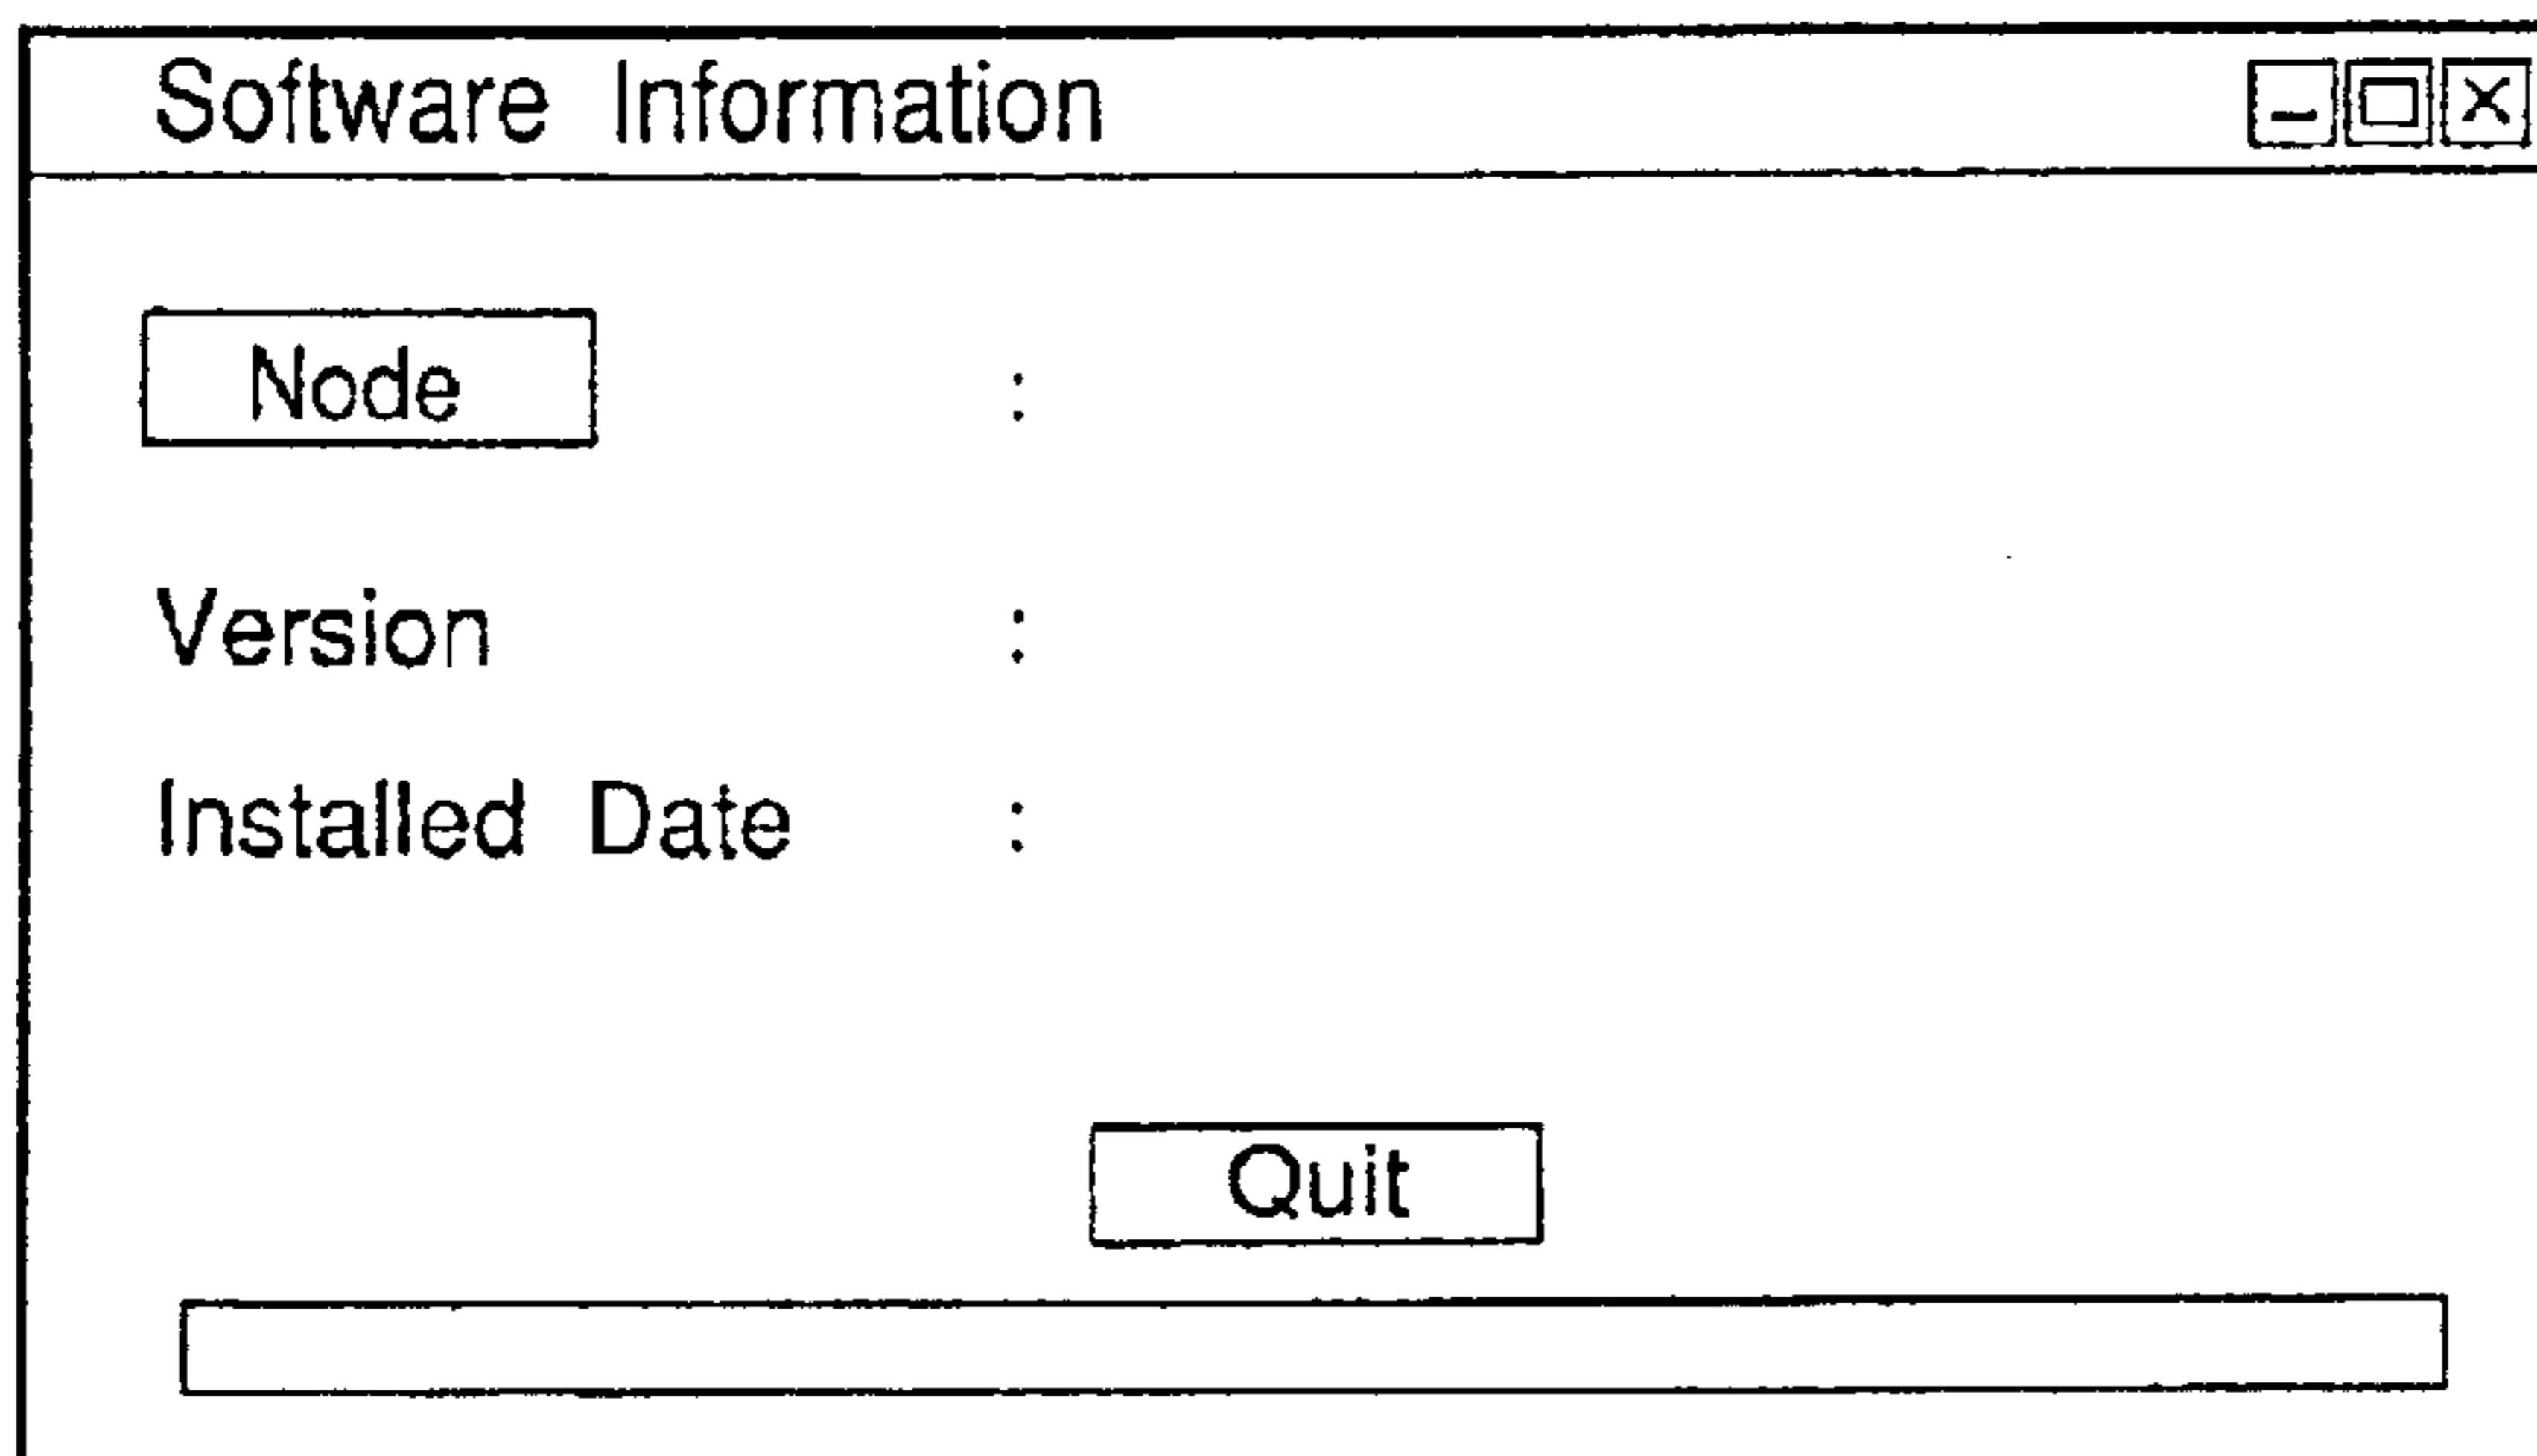 Software Information
Node :
Version :
Installed Date :
Quit